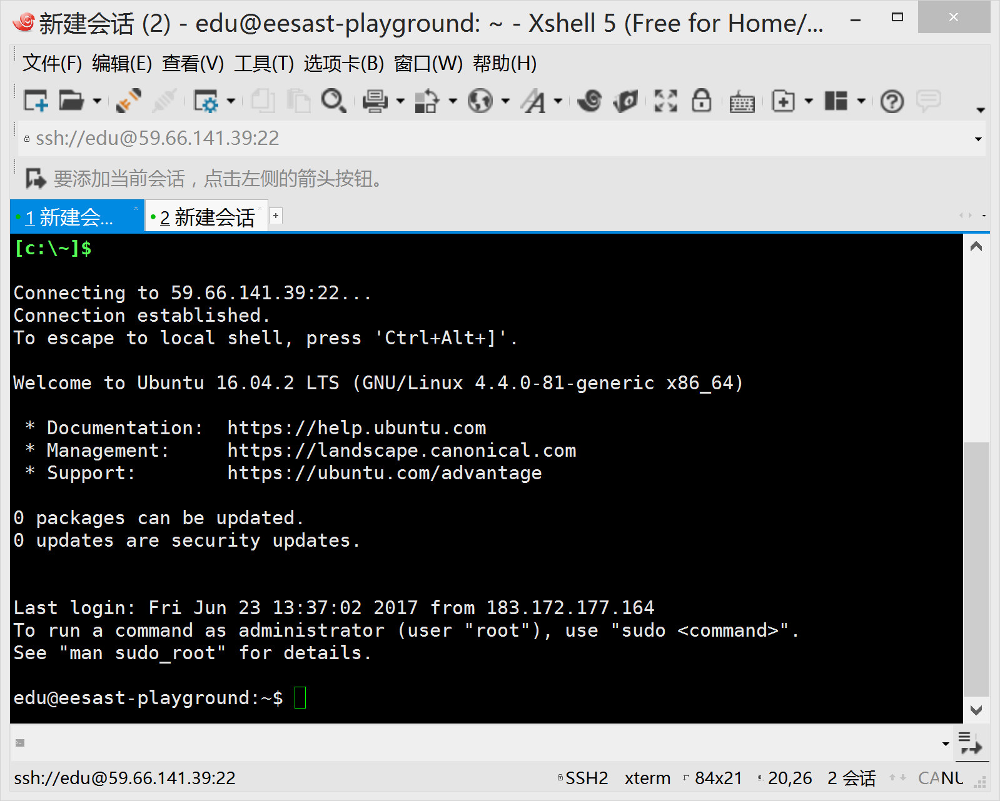 新建会话 (2) - edu@eesast-playground: ~ - Xshell 5 (Free for Home/...
文件(F) 编辑(E) 查看(V) 工具(T) 选项卡(B) 窗口(W) 帮助(H)
ssh://edu@59.66.141.39:22
要添加当前会话，点击左侧的箭头按钮。
1 新建会... 2 新建会话 +
[c:\~]$
Connecting to 59.66.141.39:22...
Connection established.
To escape to local shell, press 'Ctrl+Alt+]'.
Welcome to Ubuntu 16.04.2 LTS (GNU/Linux 4.4.0-81-generic x86_64)
* Documentation:  https://help.ubuntu.com
* Management:     https://landscape.canonical.com
* Support:        https://ubuntu.com/advantage
0 packages can be updated.
0 updates are security updates.
Last login: Fri Jun 23 13:37:02 2017 from 183.172.177.164
To run a command as administrator (user "root"), use "sudo <command>".
See "man sudo_root" for details.
edu@eesast-playground:~$
ssh://edu@59.66.141.39:22 SSH2 xterm 84x21 20,26 2 会话 CANU